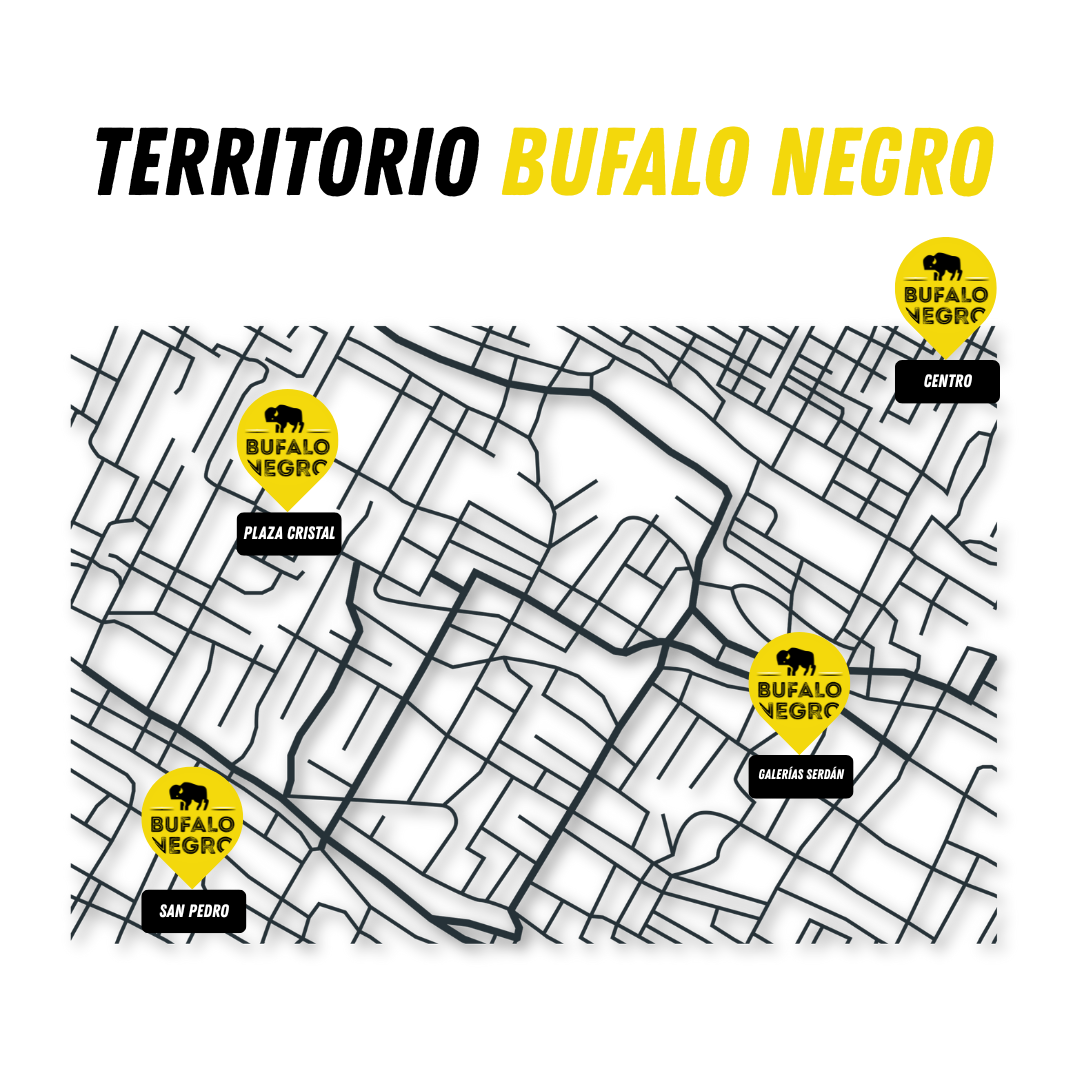 TERRITORIO BUFALO NEGRO
BUFALO
NEGRO
CENTRO
BUFALO
NEGRO
PLAZA CRISTAL
BUFALO
NEGRO
GALERÍAS SERDÁN
BUFALO
NEGRO
SAN PEDRO